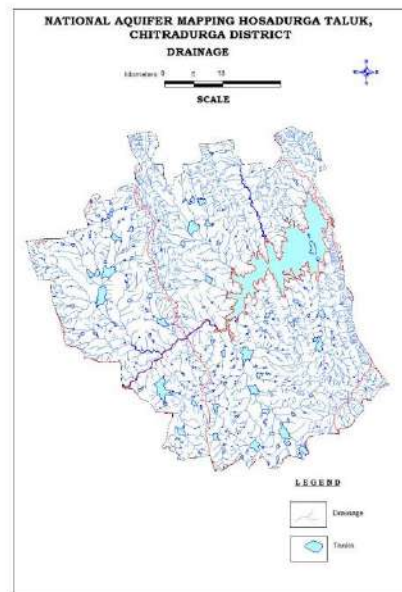 NATIONAL AQUIFER MAPPING HOSADURGA TALUK,
CHITRADURGA DISTRICT
DRAINAGE
kilometers 0 5 10
SCALE
LEGEND
Drainage
Tanks